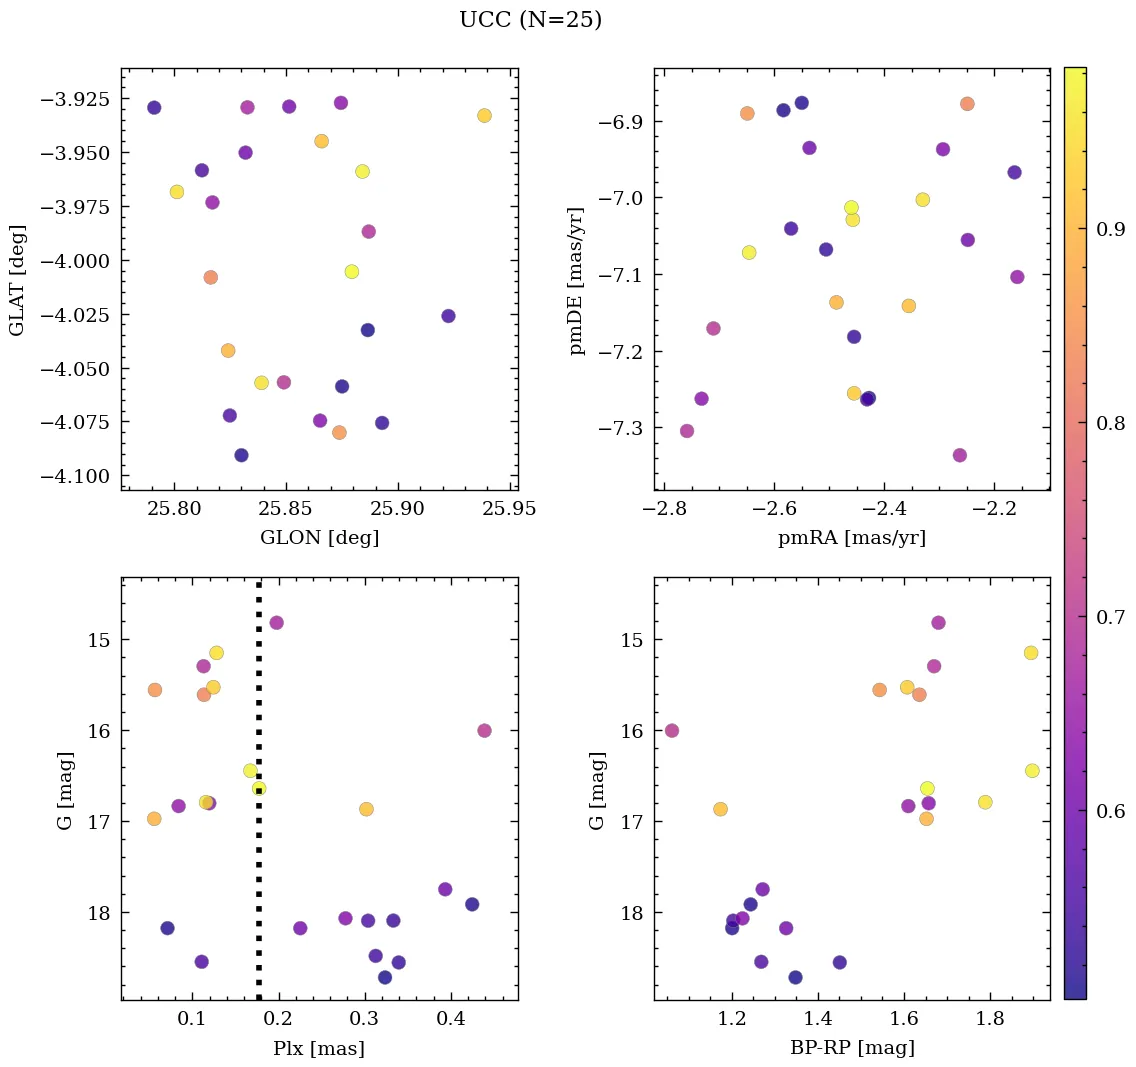 UCC (N=25)
−3.925
−3.950
−3.975
−4.000
−4.025
−4.050
−4.075
−4.100
GLAT [deg]
25.80 25.85 25.90 25.95
GLON [deg]
−6.9
−7.0
−7.1
−7.2
−7.3
pmDE [mas/yr]
−2.8 −2.6 −2.4 −2.2
pmRA [mas/yr]
0.9
0.8
0.7
0.6
15
16
17
18
G [mag]
0.1 0.2 0.3 0.4
Plx [mas]
15
16
17
18
G [mag]
1.2 1.4 1.6 1.8
BP-RP [mag]